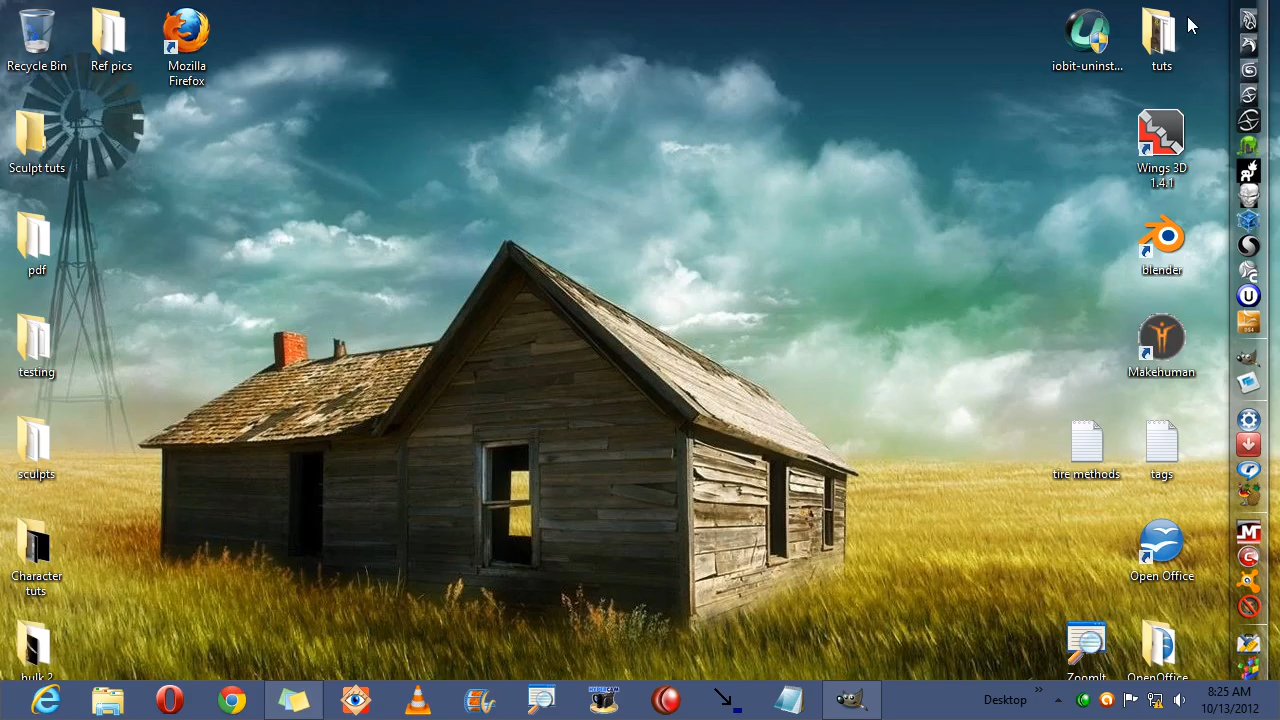 Recycle Bin
Ref pics
Mozilla
Firefox
iobit-uninst...
tuts
Sculpt tuts
Wings 3D
1.4.1
pdf
blender
testing
Makehuman
sculpts
tire methods
tags
Character
tuts
Open Office
hulk 2
ZoomIt
OpenOffice
Desktop
8:25 AM
10/13/2012